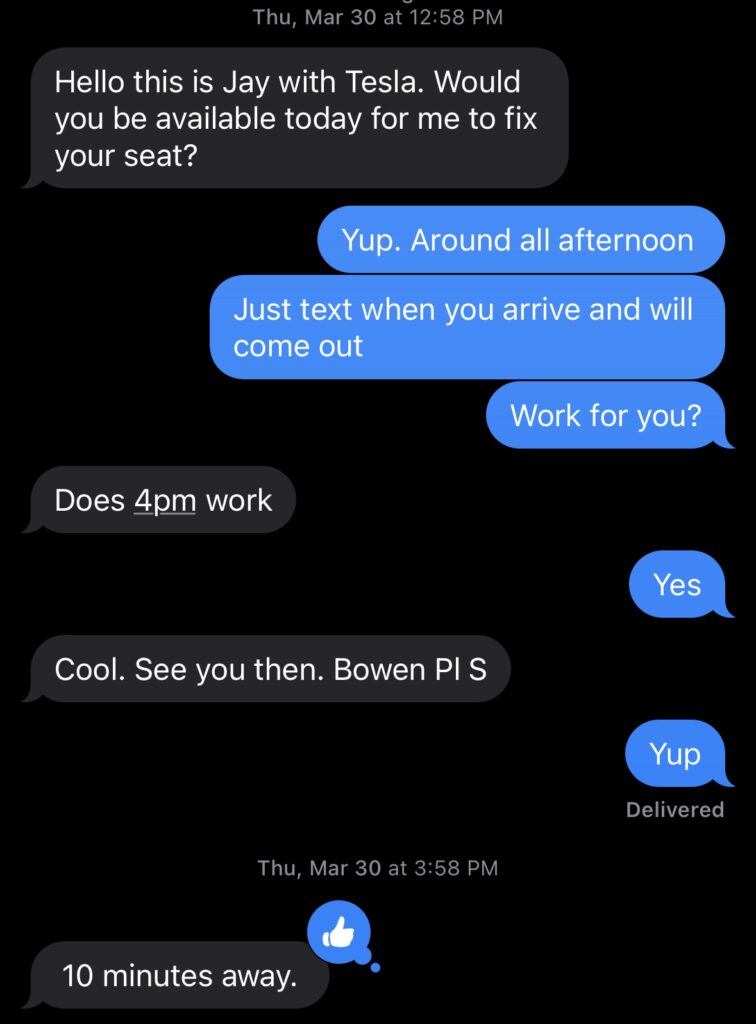 Thu, Mar 30 at 12:58 PM
Hello this is Jay with Tesla. Would
you be available today for me to fix
your seat?
Yup. Around all afternoon
Just text when you arrive and will
come out
Work for you?
Does 4pm work
Yes
Cool. See you then. Bowen Pl S
Yup
Delivered
Thu, Mar 30 at 3:58 PM
10 minutes away.